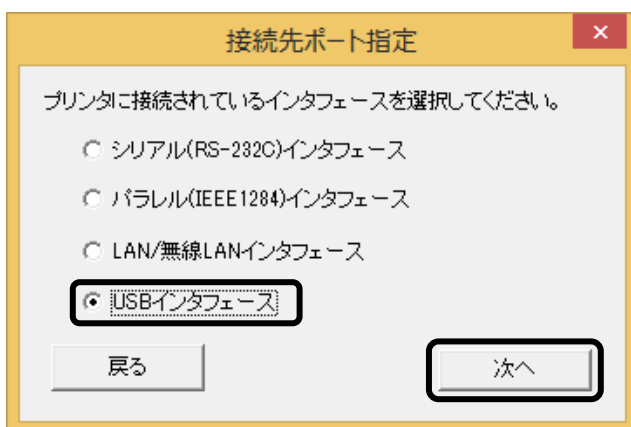 接続先ポート指定
プリンタに接続されているインタフェースを選択してください。
シリアル(RS-232C)インタフェース
パラレル(IEEE1284)インタフェース
LAN/無線LANインタフェース
USBインタフェース
戻る
次へ